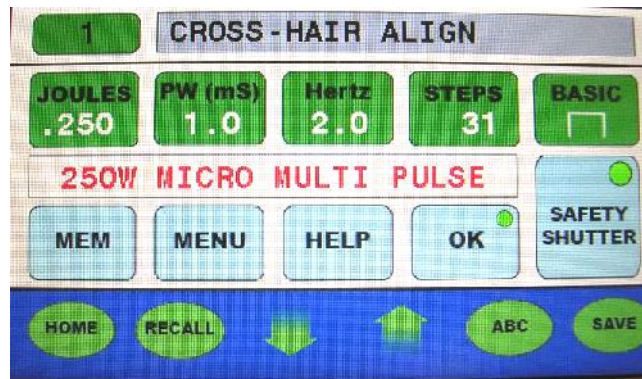 1 CROSS-HAIR ALIGN
JOULES PW (mS) Hertz STEPS BASIC
.250 1.0 2.0 31
250W MICRO MULTI PULSE
SAFETY
SHUTTER
MEM MENU HELP OK
HOME RECALL ABC SAVE